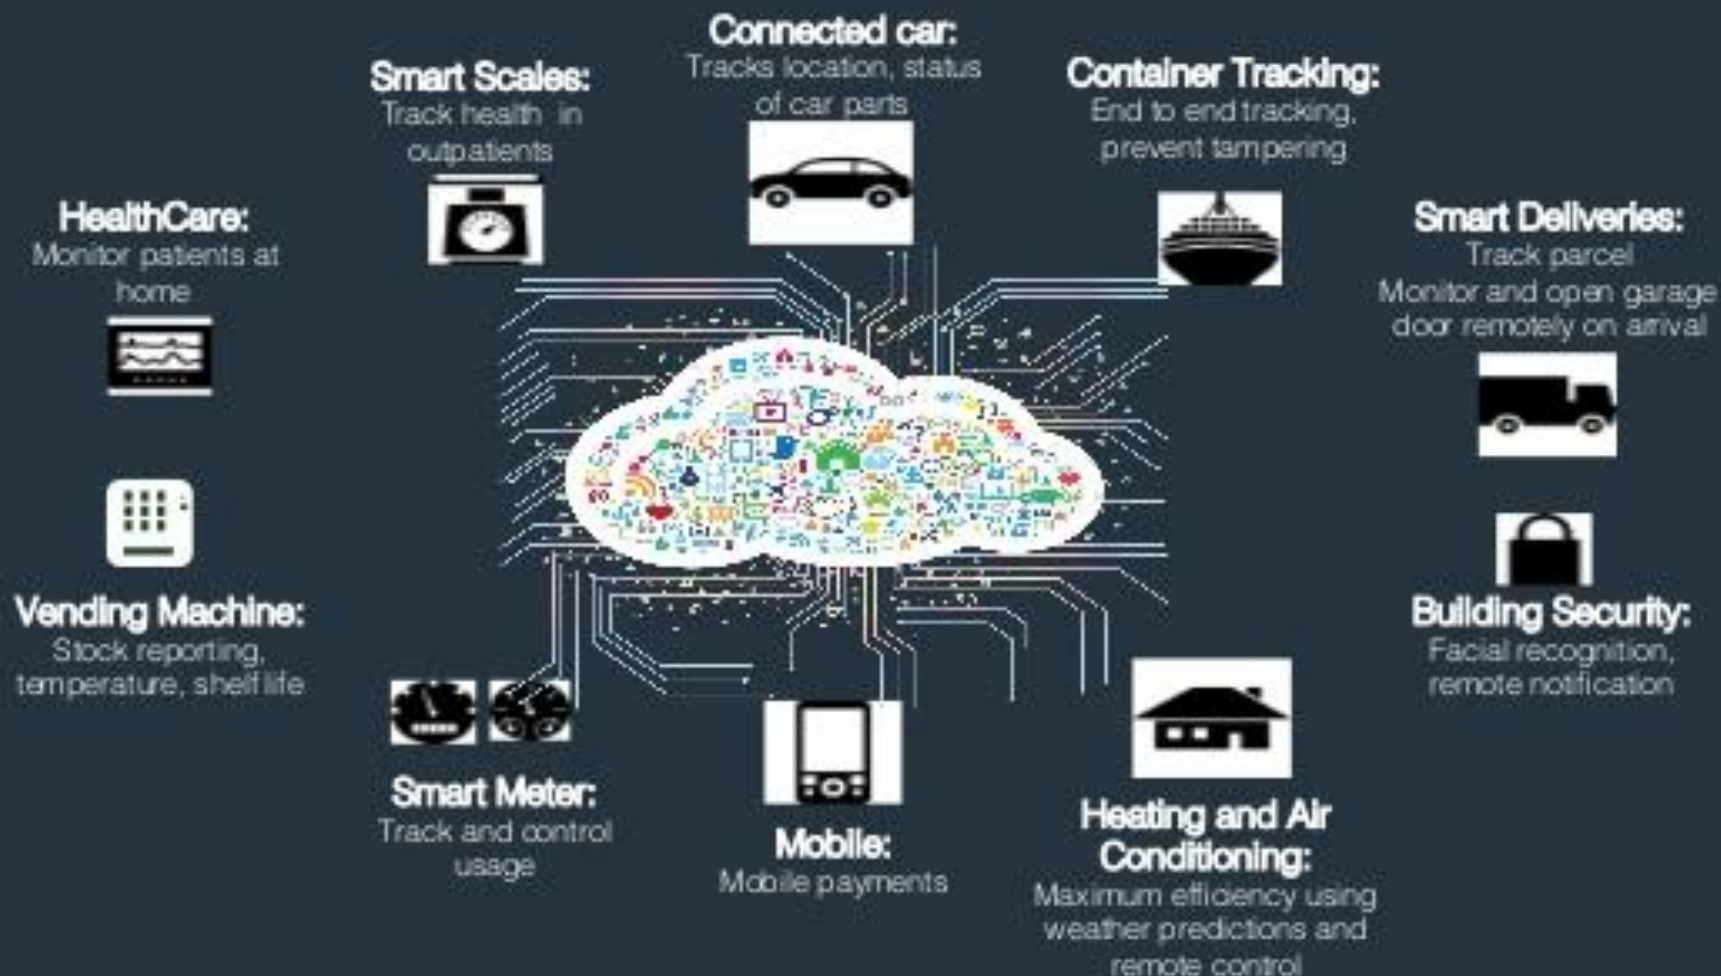 Connected car:
Tracks location, status
of car parts
Smart Scales:
Track health in
outpatients
Container Tracking:
End to end tracking,
prevent tampering
HealthCare:
Monitor patients at
home
Smart Deliveries:
Track parcel
Monitor and open garage
door remotely on arrival
Vending Machine:
Stock reporting,
temperature, shelf life
Building Security:
Facial recognition,
remote notification
Smart Meter:
Track and control
usage
Mobile:
Mobile payments
Heating and Air
Conditioning:
Maximum efficiency using
weather predictions and
remote control